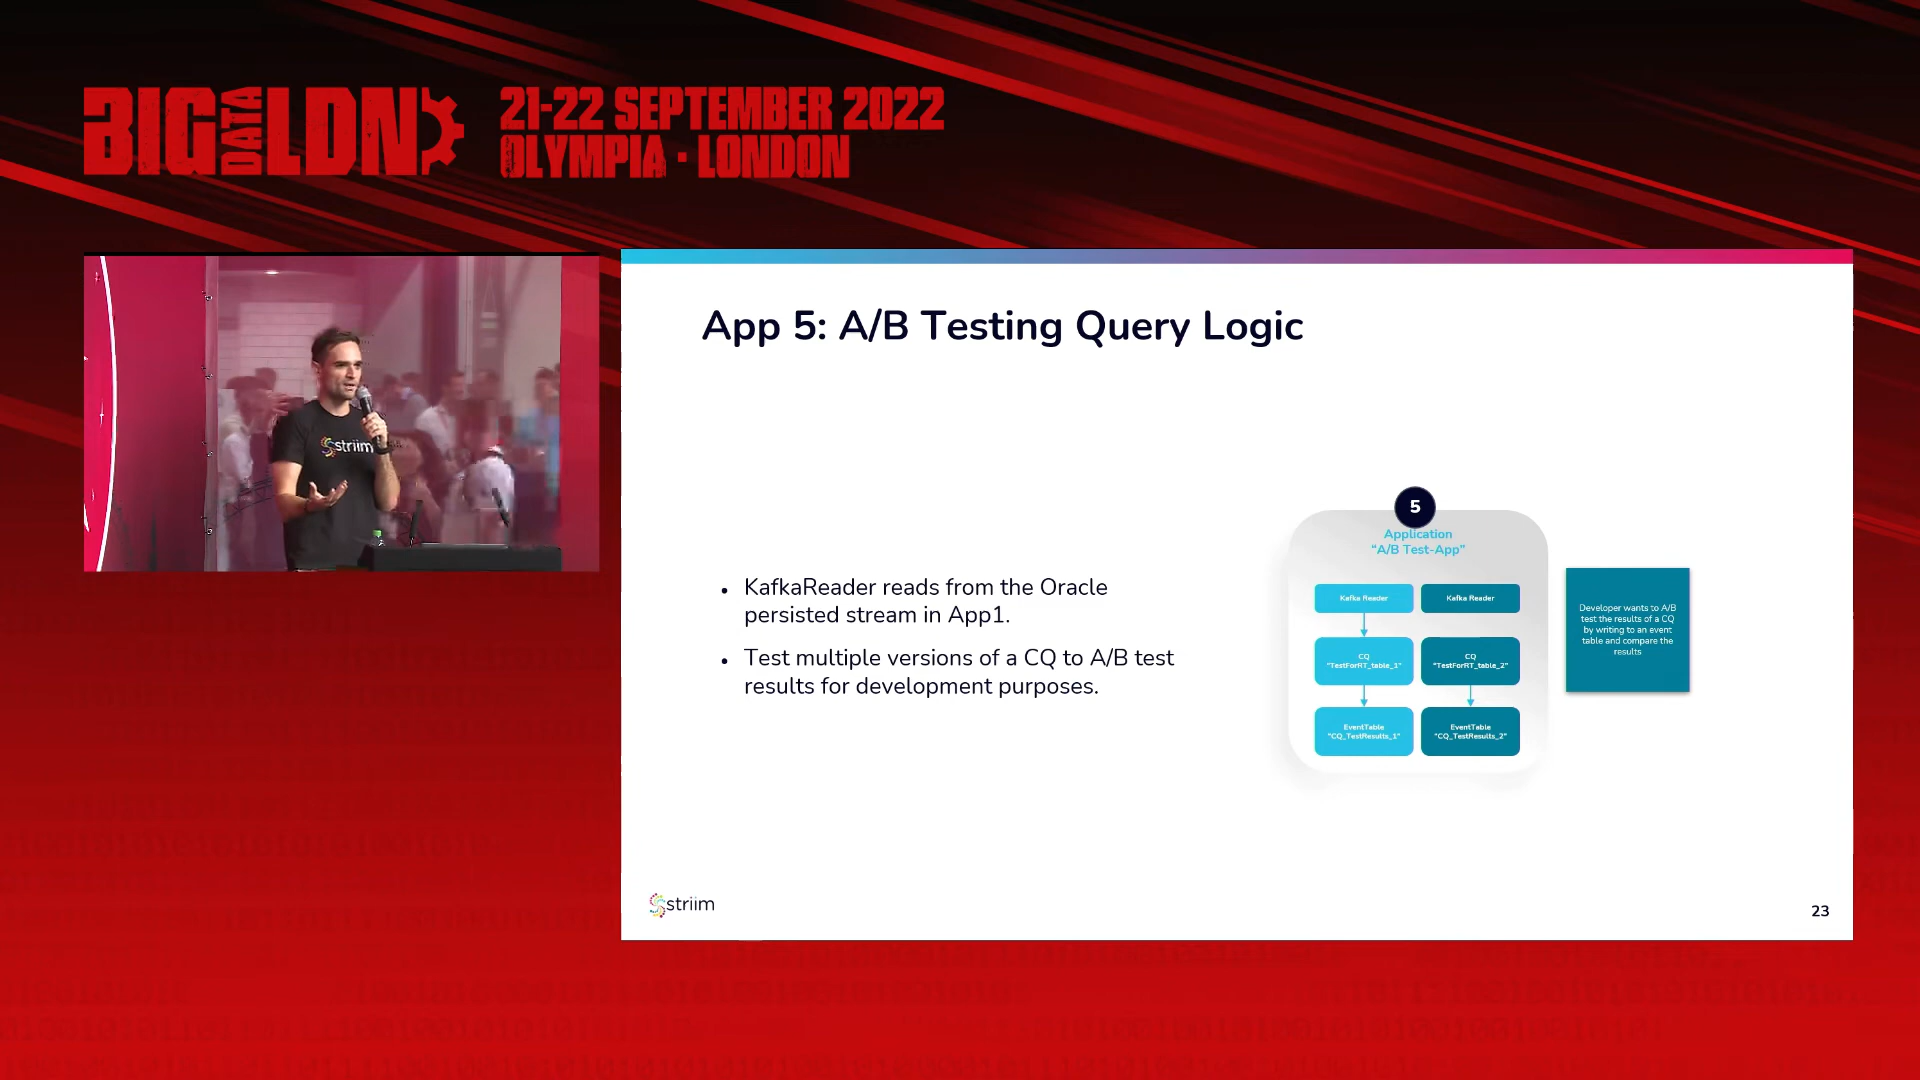 BIG DATA LDN
21-22 SEPTEMBER 2022
OLYMPIA · LONDON
striim
App 5: A/B Testing Query Logic
• KafkaReader reads from the Oracle
persisted stream in App1.
• Test multiple versions of a CQ to A/B test
results for development purposes.
5
Application
“A/B Test-App”
Kafka Reader
Kafka Reader
CQ
"TestForRT_table_1"
CQ
"TestForRT_table_2"
EventTable
"CQ_TestResults_1"
EventTable
"CQ_TestResults_2"
Developer wants to A/B
test the results of a CQ
by writing to an event
table and compare the
results
striim
23